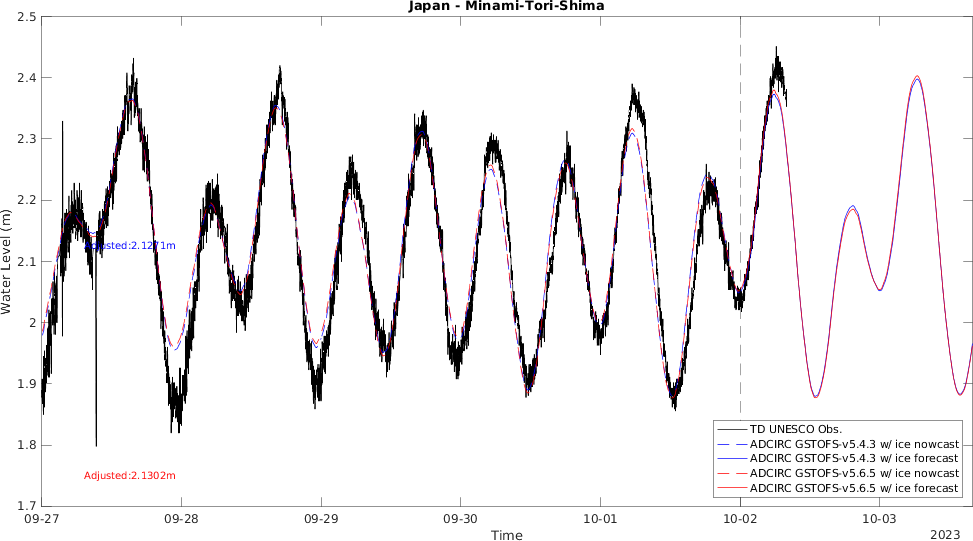 Japan - Minami-Tori-Shima
2.5
2.4
2.3
2.2
2.1
2
1.9
1.8
1.7
Water Level (m)
Adjusted:2.1271m
Adjusted:2.1302m
TD UNESCO Obs.
ADCIRC GSTOFS-v5.4.3 w/ ice nowcast
ADCIRC GSTOFS-v5.4.3 w/ ice forecast
ADCIRC GSTOFS-v5.6.5 w/ ice nowcast
ADCIRC GSTOFS-v5.6.5 w/ ice forecast
09-27 09-28 09-29 09-30 10-01 10-02 10-03
Time
2023